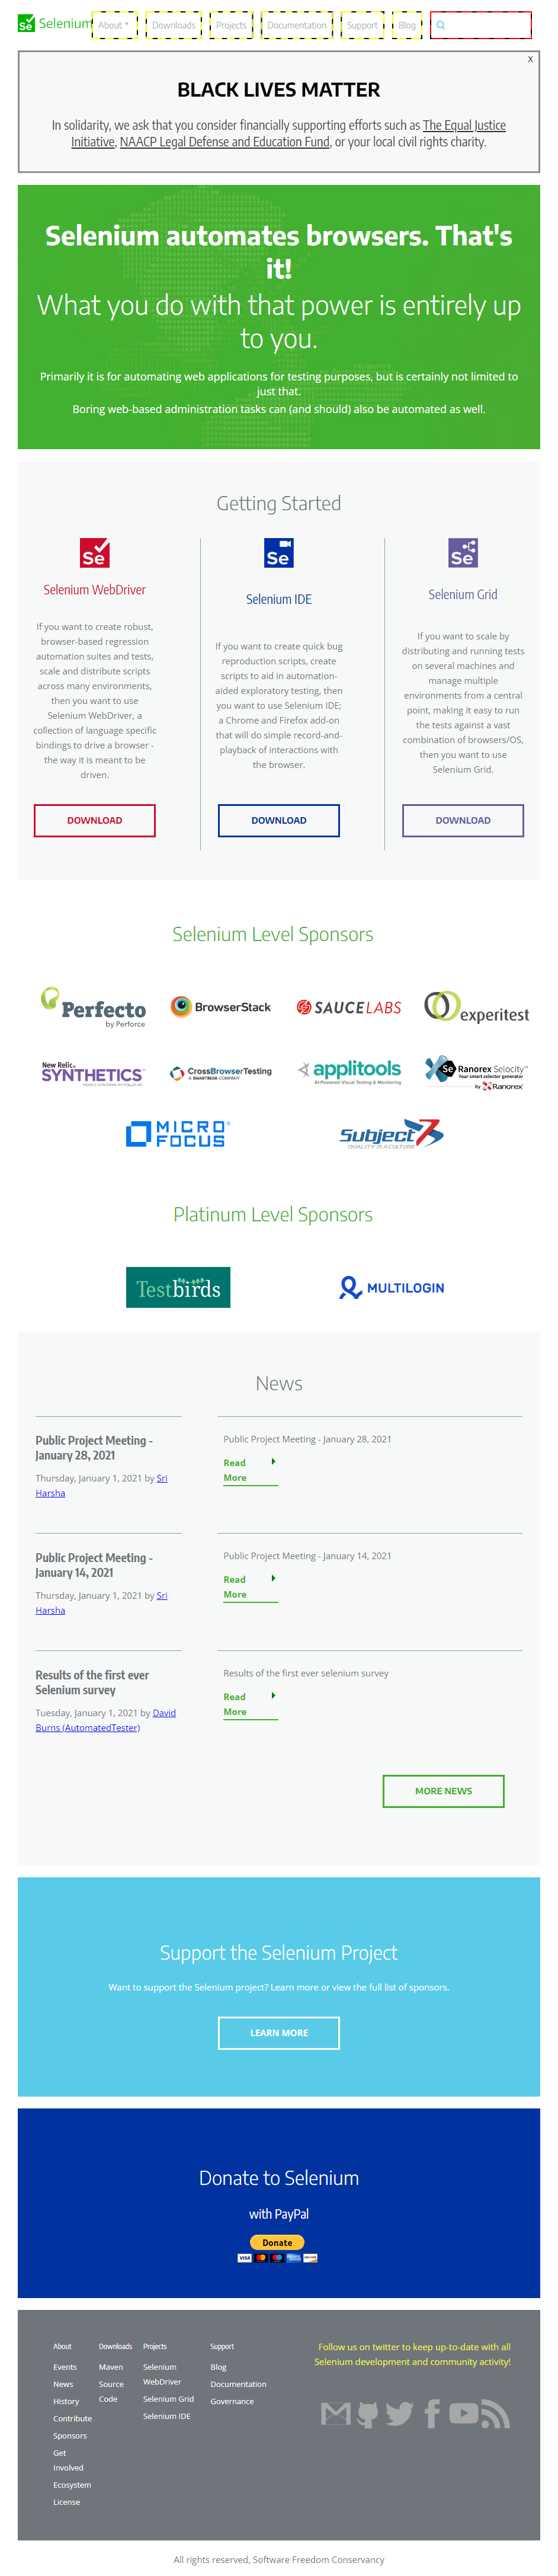 Se Selenium About Downloads Projects Documentation Support Blog
X
BLACK LIVES MATTER
In solidarity, we ask that you consider financially supporting efforts such as The Equal Justice
Initiative, NAACP Legal Defense and Education Fund, or your local civil rights charity.
Selenium automates browsers. That's
it!
What you do with that power is entirely up
to you.
Primarily it is for automating web applications for testing purposes, but is certainly not limited to
just that.
Boring web-based administration tasks can (and should) also be automated as well.
Getting Started
Se
Selenium WebDriver
If you want to create robust,
browser-based regression
automation suites and tests,
scale and distribute scripts
across many environments,
then you want to use
Selenium WebDriver, a
collection of language specific
bindings to drive a browser -
the way it is meant to be
driven.
DOWNLOAD
Se
Selenium IDE
If you want to create quick bug
reproduction scripts, create
scripts to aid in automation-
aided exploratory testing, then
you want to use Selenium IDE;
a Chrome and Firefox add-on
that will do simple record-and-
playback of interactions with
the browser.
DOWNLOAD
Se
Selenium Grid
If you want to scale by
distributing and running tests
on several machines and
manage multiple
environments from a central
point, making it easy to run
the tests against a vast
combination of browsers/OS,
then you want to use
Selenium Grid.
DOWNLOAD
Selenium Level Sponsors
Perfecto
by Perforce
BrowserStack
SAUCELABS
experitest
New Relic
SYNTHETICS
CrossBrowserTesting
A SMARTBEAR COMPANY
applitools
AI-Powered Visual Testing & Monitoring
Se Ranorex Selocity
Your smart selector generator
by Ranorex
MICRO
FOCUS
Subject7
QUALITY IS A CULTURE
Platinum Level Sponsors
Testbirds
MULTILOGIN
News
Public Project Meeting -
January 28, 2021
Thursday, January 1, 2021 by Sri
Harsha
Public Project Meeting - January 28, 2021
Read
More
Public Project Meeting -
January 14, 2021
Thursday, January 1, 2021 by Sri
Harsha
Public Project Meeting - January 14, 2021
Read
More
Results of the first ever
Selenium survey
Tuesday, January 1, 2021 by David
Burns (AutomatedTester)
Results of the first ever selenium survey
Read
More
MORE NEWS
Support the Selenium Project
Want to support the Selenium project? Learn more or view the full list of sponsors.
LEARN MORE
Donate to Selenium
with PayPal
Donate
VISA
About
Events
News
History
Contribute
Sponsors
Get
Involved
Ecosystem
License
Downloads
Maven
Source
Code
Projects
Selenium
WebDriver
Selenium Grid
Selenium IDE
Support
Blog
Documentation
Governance
Follow us on twitter to keep up-to-date with all
Selenium development and community activity!
All rights reserved, Software Freedom Conservancy